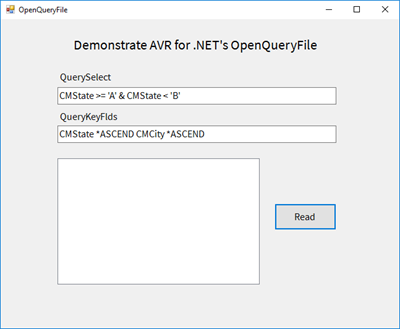 OpenQueryFile
Demonstrate AVR for .NET's OpenQueryFile
QuerySelect
CMState >= 'A' & CMState < 'B'
QueryKeyFlds
CMState *ASCEND CMCity *ASCEND
Read